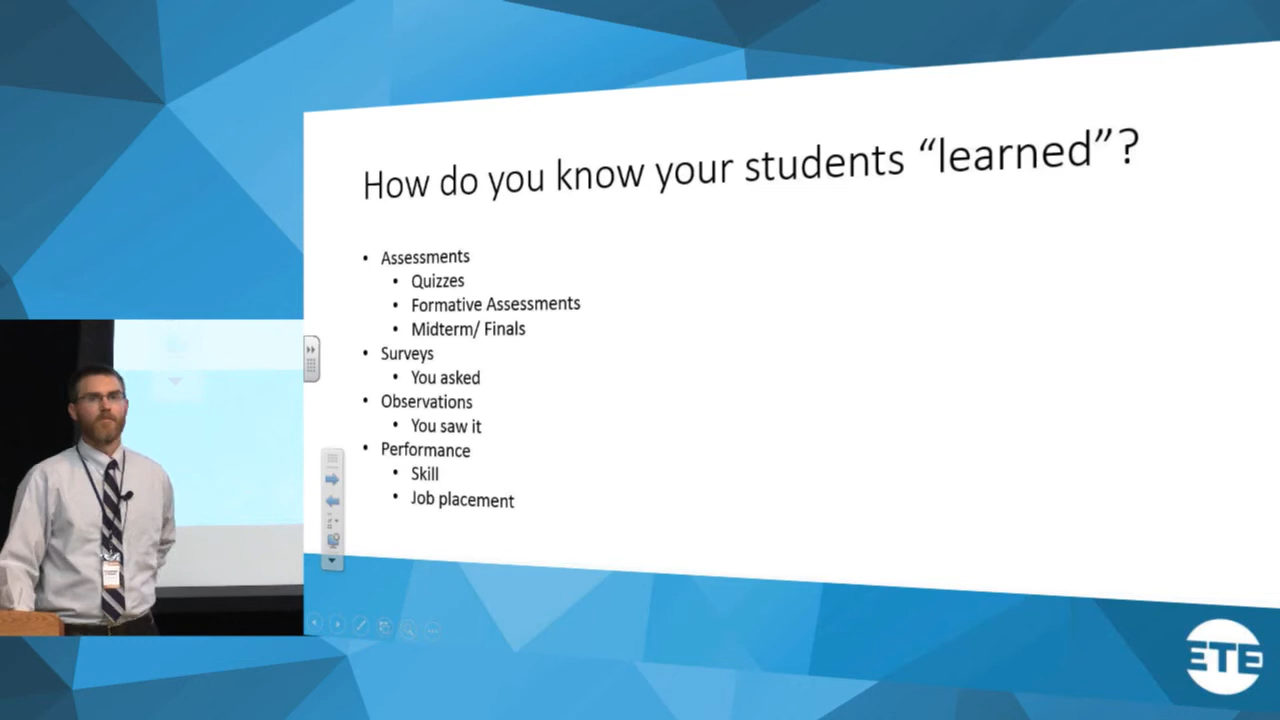 How do you know your students “learned”?
• Assessments
• Quizzes
• Formative Assessments
• Midterm/ Finals
• Surveys
• You asked
• Observations
• You saw it
• Performance
• Skill
• Job placement
ETE